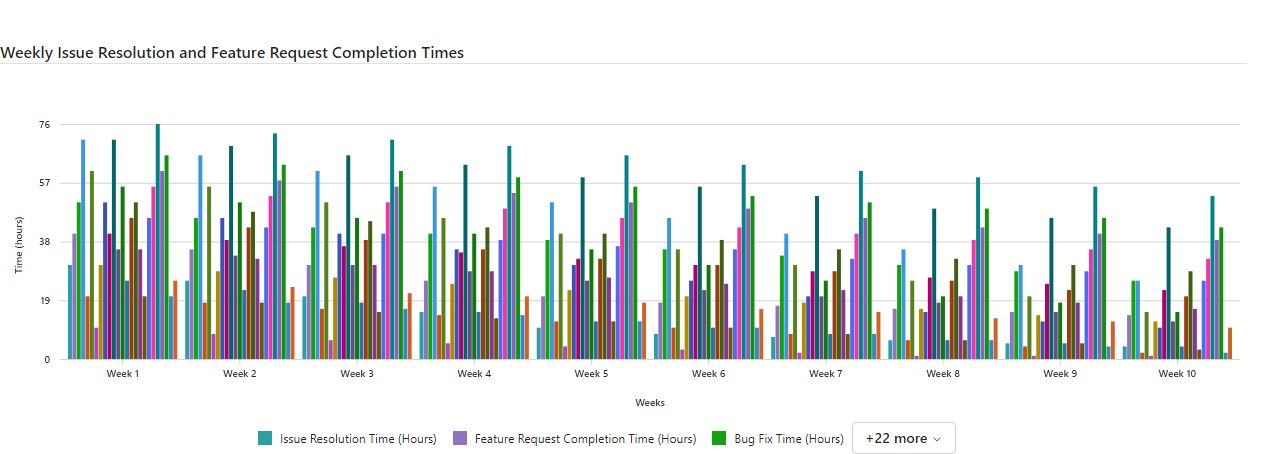 Weekly Issue Resolution and Feature Request Completion Times
Time (hours)
76
57
38
19
0
Week 1 Week 2 Week 3 Week 4 Week 5 Week 6 Week 7 Week 8 Week 9 Week 10
Weeks
Issue Resolution Time (Hours) Feature Request Completion Time (Hours) Bug Fix Time (Hours) +22 more